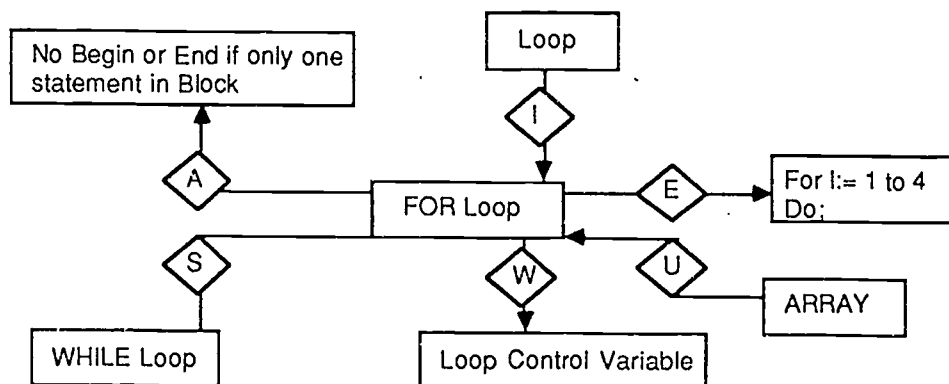 No Begin or End if only one
statement in Block
Loop
I
A
FOR Loop
E
For I:= 1 to 4
Do;
S
W
U
ARRAY
WHILE Loop
Loop Control Variable